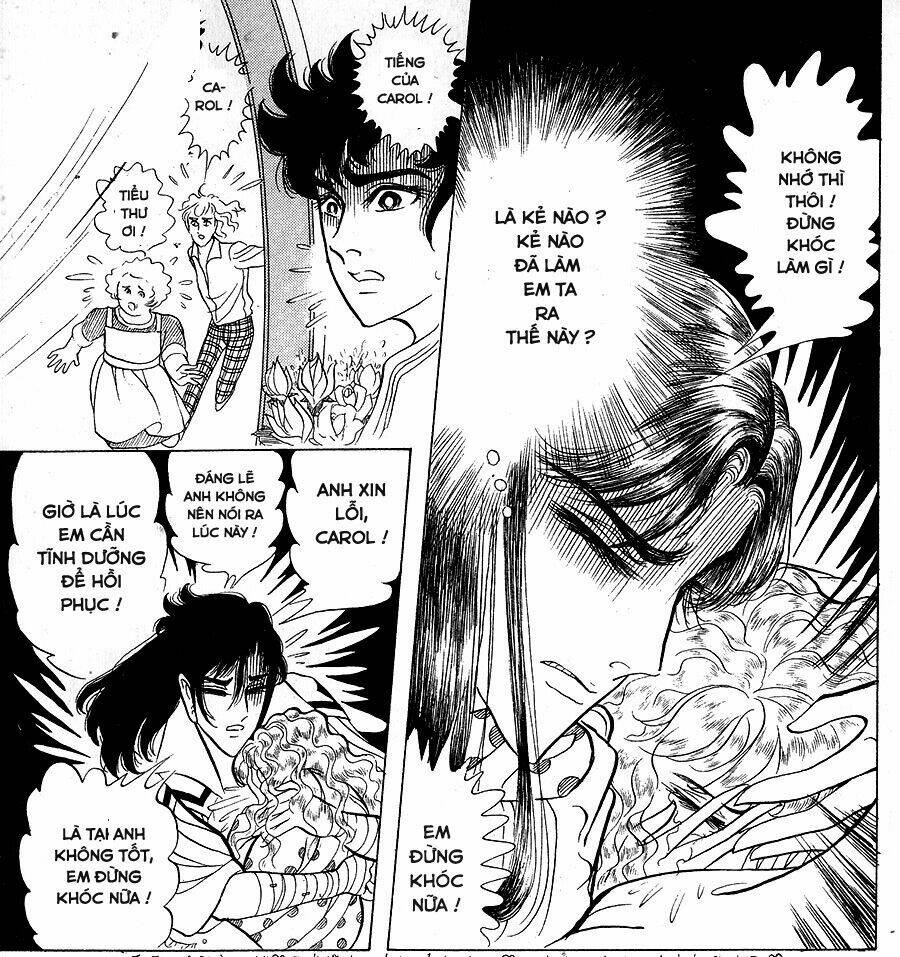 KHÔNG
NHỚ THÌ
THÔI !
ĐỪNG
KHÓC
LÀM GÌ !
LÀ KẺ NÀO ?
KẺ NÀO
ĐÃ LÀM
EM TA
RA
THẾ NÀY ?
EM
ĐỪNG
KHÓC
NỮA !
TIẾNG
CỦA
CAROL !
CA-
ROL !
TIỂU
THƯ
ƠI !
ANH XIN
LỖI,
CAROL !
ĐÁNG LẼ
ANH KHÔNG
NÊN NÓI RA
LÚC NÀY !
GIỜ LÀ LÚC
EM CẦN
TĨNH DƯỠNG
ĐỂ HỒI
PHỤC !
LÀ TẠI ANH
KHÔNG TỐT,
EM ĐỪNG
KHÓC NỮA !